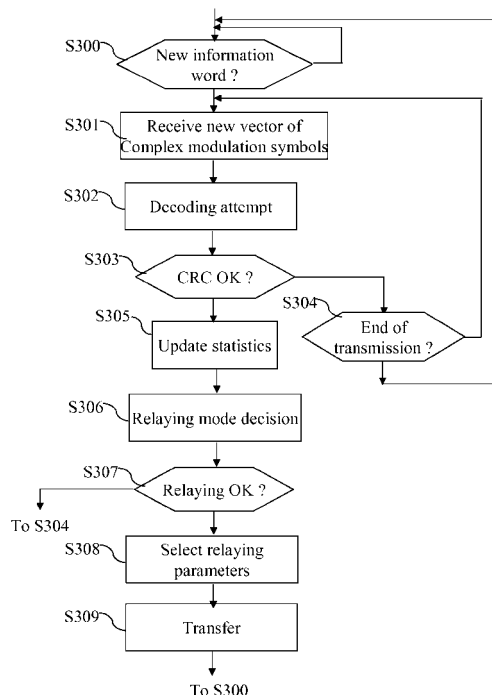 S300
New information
word ?
S301
Receive new vector of
Complex modulation symbols
S302
Decoding attempt
S303
CRC OK ?
S304
End of
transmission ?
S305
Update statistics
S306
Relaying mode decision
S307
Relaying OK ?
To S304
S308
Select relaying
parameters
S309
Transfer
To S300